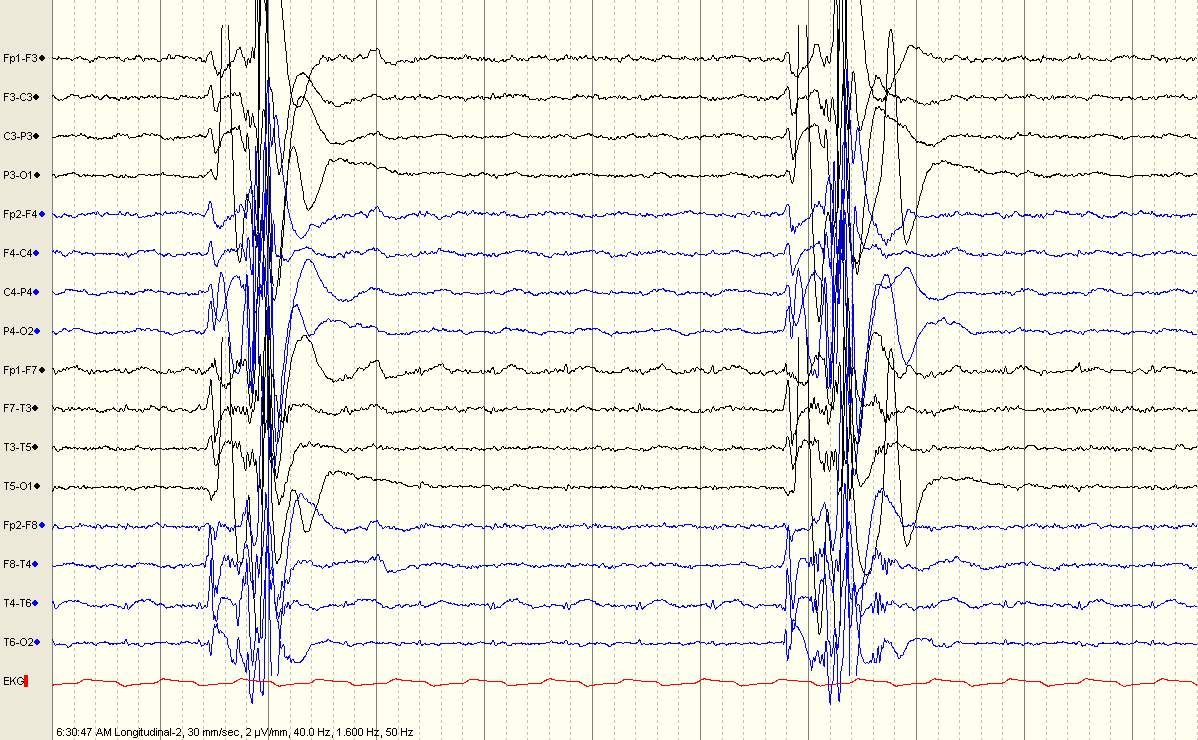 Fp1-F3
F3-C3
C3-P3
P3-O1
Fp2-F4
F4-C4
C4-P4
P4-O2
Fp1-F7
F7-T3
T3-T5
T5-O1
Fp2-F8
F8-T4
T4-T6
T6-O2
EKG
6:30:47 AM Longitudinal-2, 30 mm/sec, 2 µV/mm, 40.0 Hz, 1.600 Hz, 50 Hz